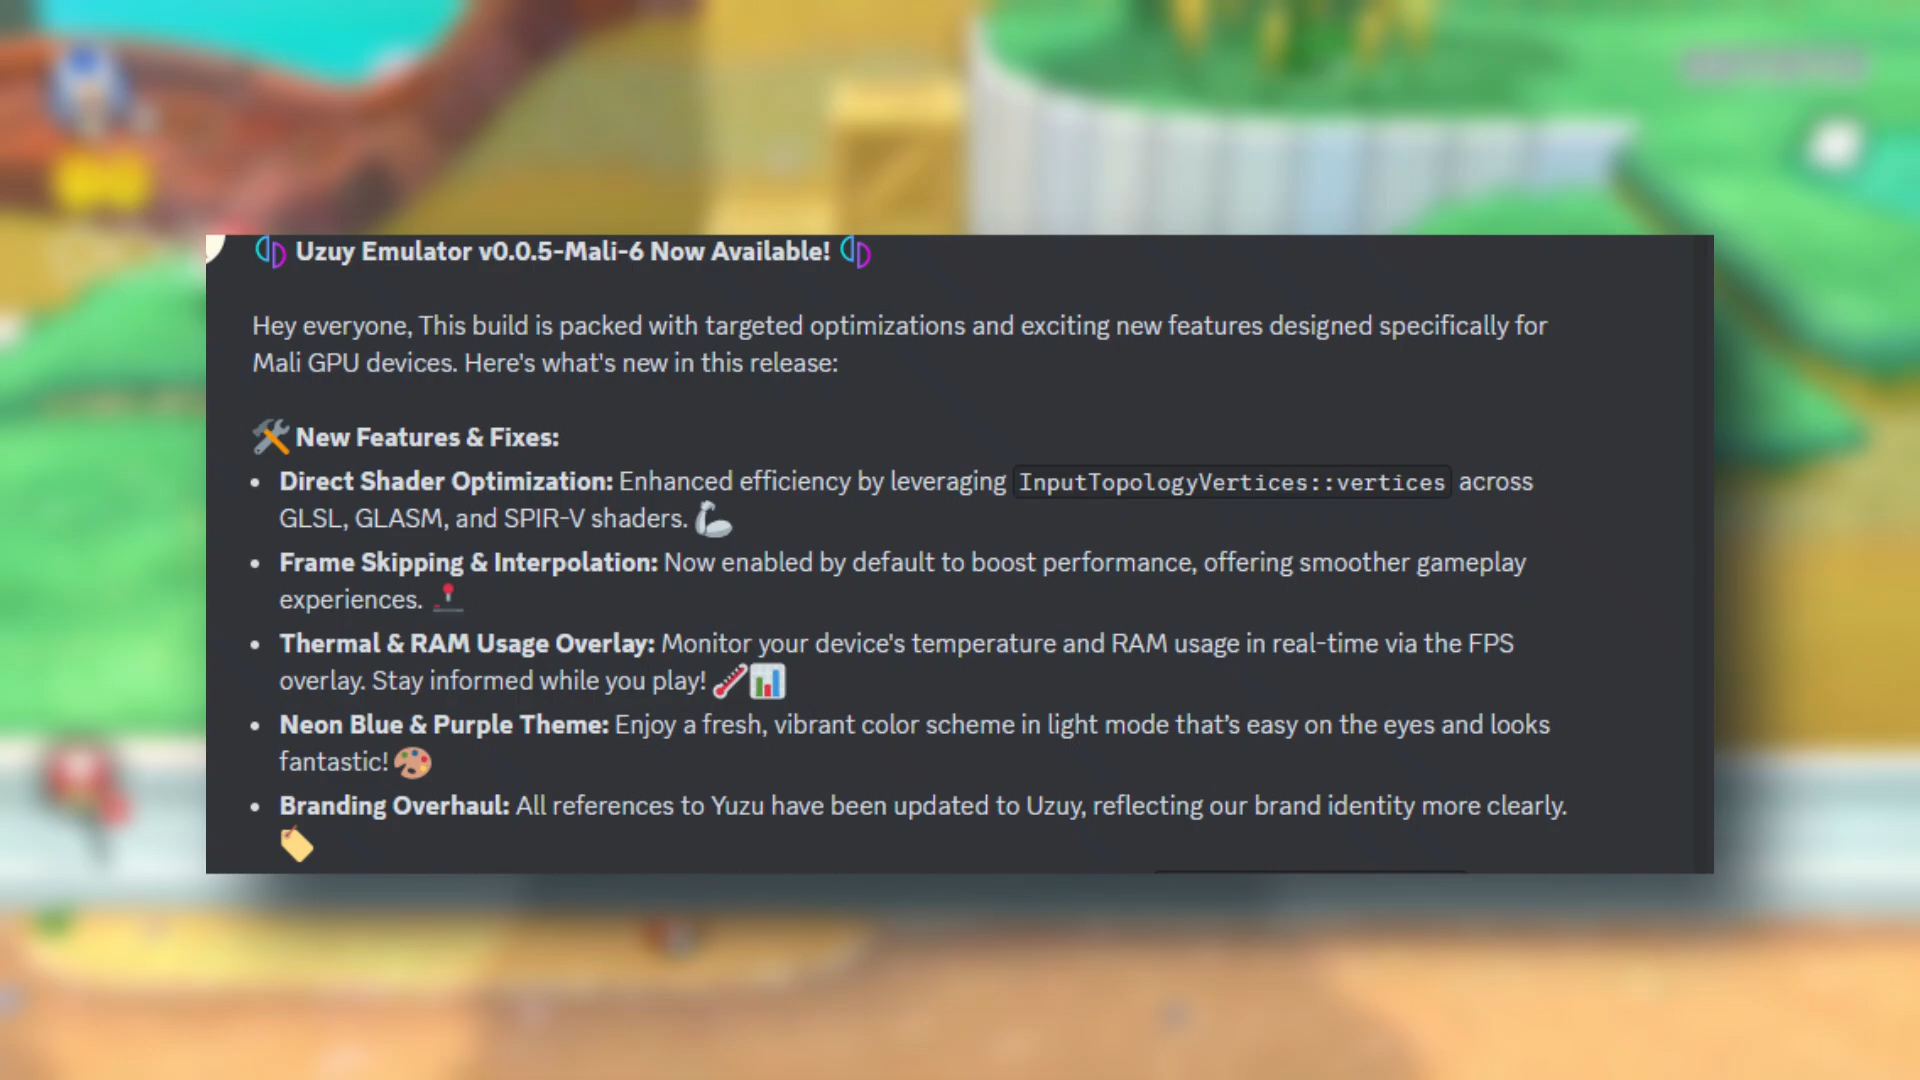 Uzuy Emulator v0.0.5-Mali-6 Now Available!
Hey everyone, This build is packed with targeted optimizations and exciting new features designed specifically for
Mali GPU devices. Here's what's new in this release:
New Features & Fixes:
• Direct Shader Optimization: Enhanced efficiency by leveraging InputTopologyVertices::vertices across
GLSL, GLASM, and SPIR-V shaders.
• Frame Skipping & Interpolation: Now enabled by default to boost performance, offering smoother gameplay
experiences.
• Thermal & RAM Usage Overlay: Monitor your device's temperature and RAM usage in real-time via the FPS
overlay. Stay informed while you play!
• Neon Blue & Purple Theme: Enjoy a fresh, vibrant color scheme in light mode that’s easy on the eyes and looks
fantastic!
• Branding Overhaul: All references to Yuzu have been updated to Uzuy, reflecting our brand identity more clearly.